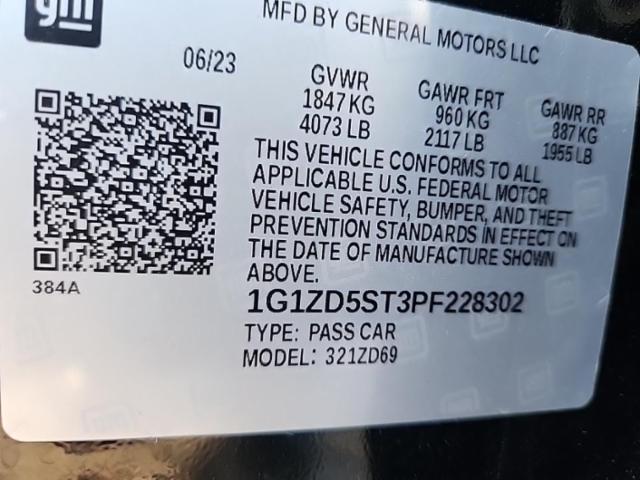 gm
MFD BY GENERAL MOTORS LLC
06/23
GVWR
1847 KG
4073 LB
GAWR FRT
960 KG
2117 LB
GAWR RR
887 KG
1955 LB
THIS VEHICLE CONFORMS TO ALL
APPLICABLE U.S. FEDERAL MOTOR
VEHICLE SAFETY, BUMPER, AND THEFT
PREVENTION STANDARDS IN EFFECT ON
THE DATE OF MANUFACTURE SHOWN
ABOVE.
384A
1G1ZD5ST3PF228302
TYPE: PASS CAR
MODEL: 321ZD69